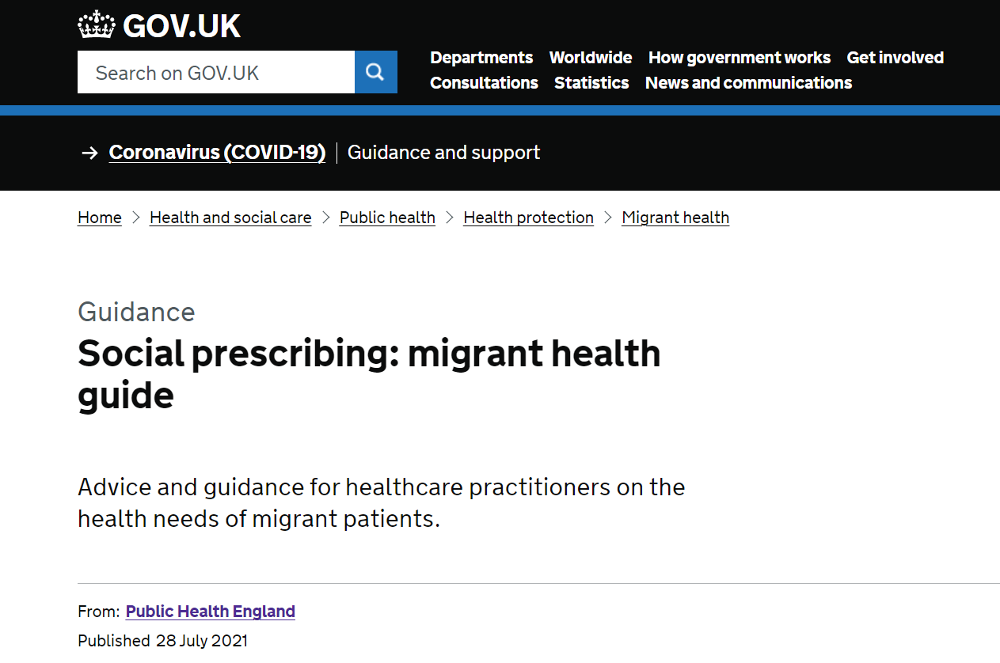 GOV.UK
Search on GOV.UK
Departments Worldwide How government works Get involved
Consultations Statistics News and communications
→ Coronavirus (COVID-19) | Guidance and support
Home > Health and social care > Public health > Health protection > Migrant health
Guidance
Social prescribing: migrant health
guide
Advice and guidance for healthcare practitioners on the
health needs of migrant patients.
From: Public Health England
Published 28 July 2021